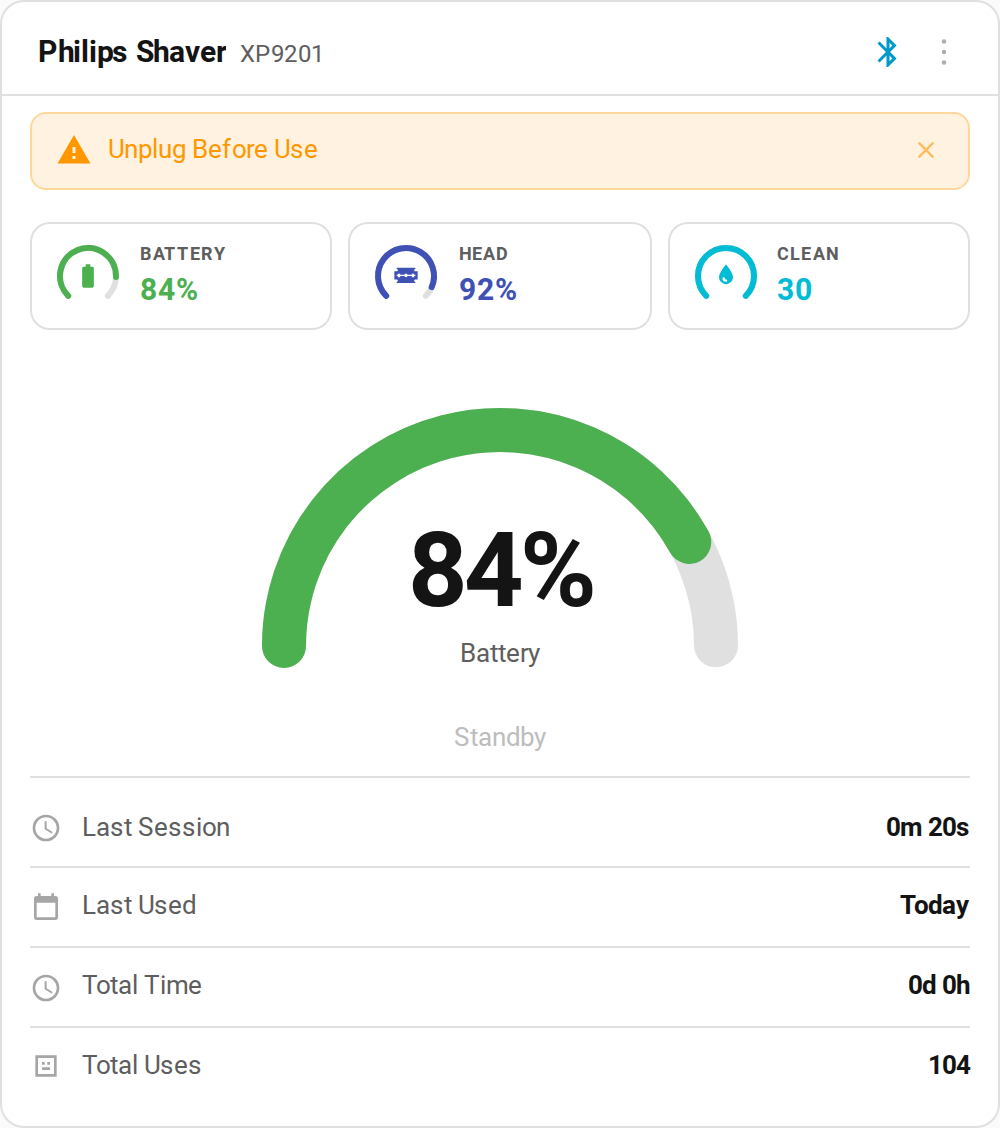 Philips Shaver XP9201
Unplug Before Use
BATTERY
84%
HEAD
92%
CLEAN
30
84%
Battery
Standby
Last Session 0m 20s
Last Used Today
Total Time 0d 0h
Total Uses 104